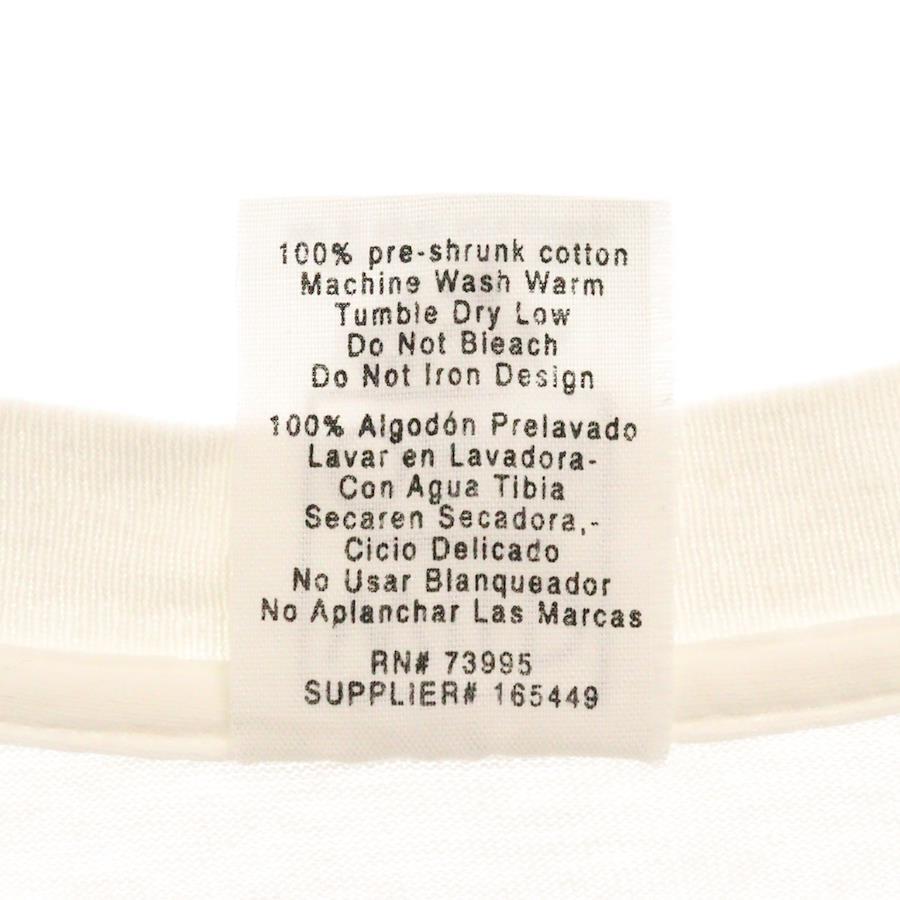 100% pre-shrunk cotton
Machine Wash Warm
Tumble Dry Low
Do Not Bleach
Do Not Iron Design
100% Algodón Prelavado
Lavar en Lavadora-
Con Agua Tibia
Secaren Secadora,-
Cicio Delicado
No Usar Blanqueador
No Aplanchar Las Marcas
RN# 73995
SUPPLIER# 165449